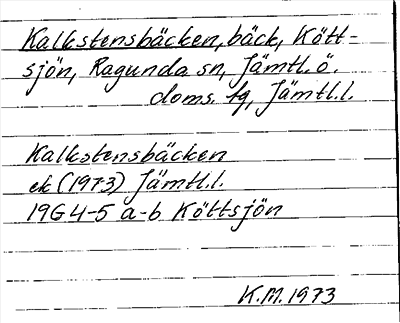 Kalkstensbäcken, bäck, Kött-
sjön, Ragunda sn, Jämtl.ö.
doms. tg, Jämtl.l.
Kalkstensbäcken
ek (1973) Jämtl.l.
19G 4-5 a-b Köttsjön
K.M. 1973